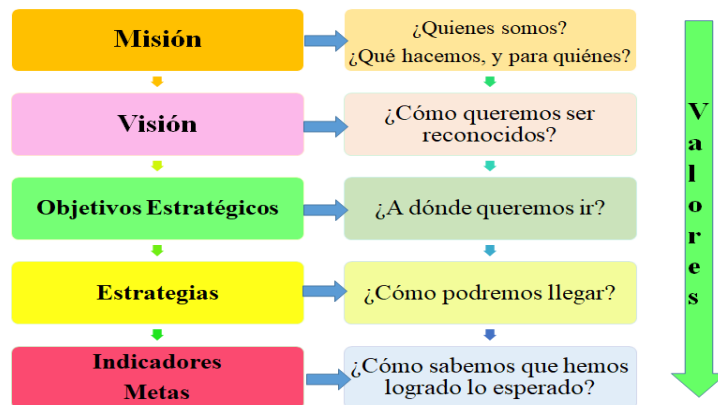 Misión
¿Quienes somos?
¿Qué hacemos, y para quiénes?
Visión
¿Cómo queremos ser
reconocidos?
Objetivos Estratégicos
¿A dónde queremos ir?
Estrategias
¿Cómo podremos llegar?
Indicadores
Metas
¿Cómo sabemos que hemos
logrado lo esperado?
Valores